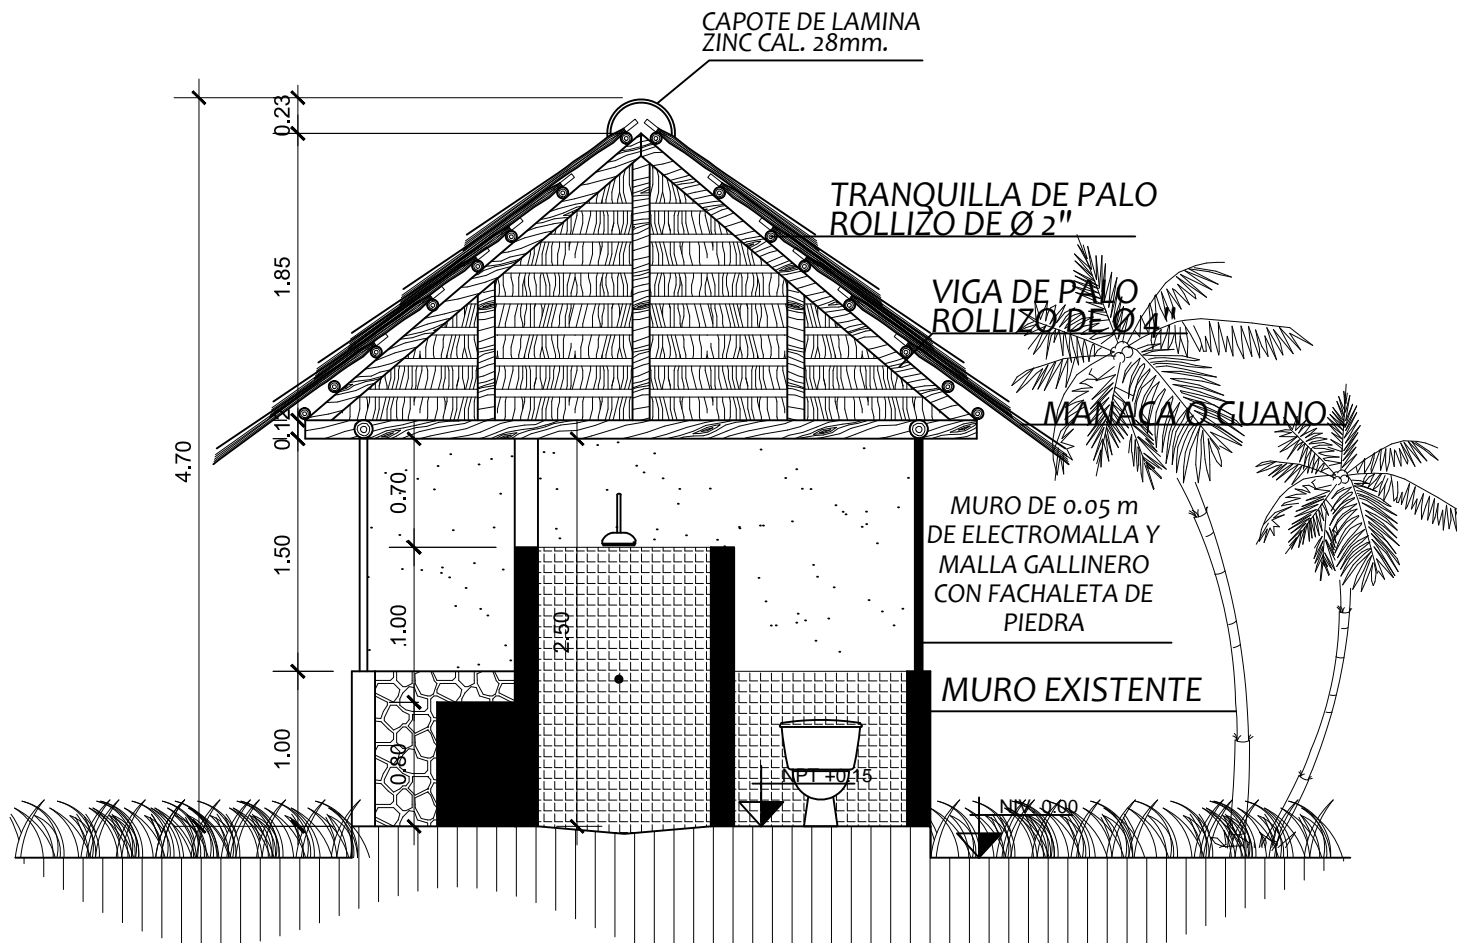 CAPOTE DE LAMINA
ZINC CAL. 28mm.
0.23
TRANQUILLA DE PALO
ROLLIZO DE Ø 2"
1.85
VIGA DE PALO
ROLLIZO DE Ø 4"
MANACA O GUANO
0.12
4.70
0.70
MURO DE 0.05 m
DE ELECTROMALLA Y
MALLA GALLINERO
CON FACHALETA DE
PIEDRA
1.50
1.00
2.50
MURO EXISTENTE
1.00
0.80
NPT +0.15
NIV. 0.00